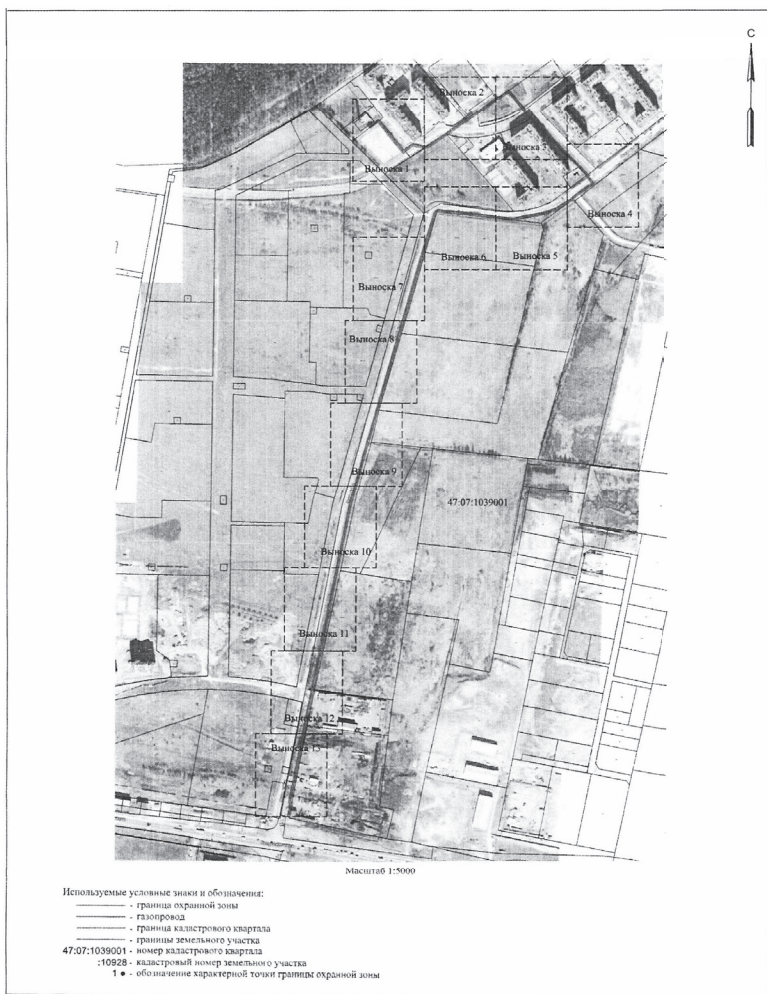 С
Выноска 2
Выноска 3
Выноска 1
Выноска 4
Выноска 6
Выноска 5
Выноска 7
Выноска 8
Выноска 9
47:07:1039001
Выноска 10
Выноска 11
Выноска 12
Выноска 13
Масштаб 1:5000
Используемые условные знаки и обозначения:
- граница охранной зоны
- газопровод
- граница кадастрового квартала
- границы земельного участка
47:07:1039001 - номер кадастрового квартала
:10928 - кадастровый номер земельного участка
1 ● - обозначение характерной точки границы охранной зоны